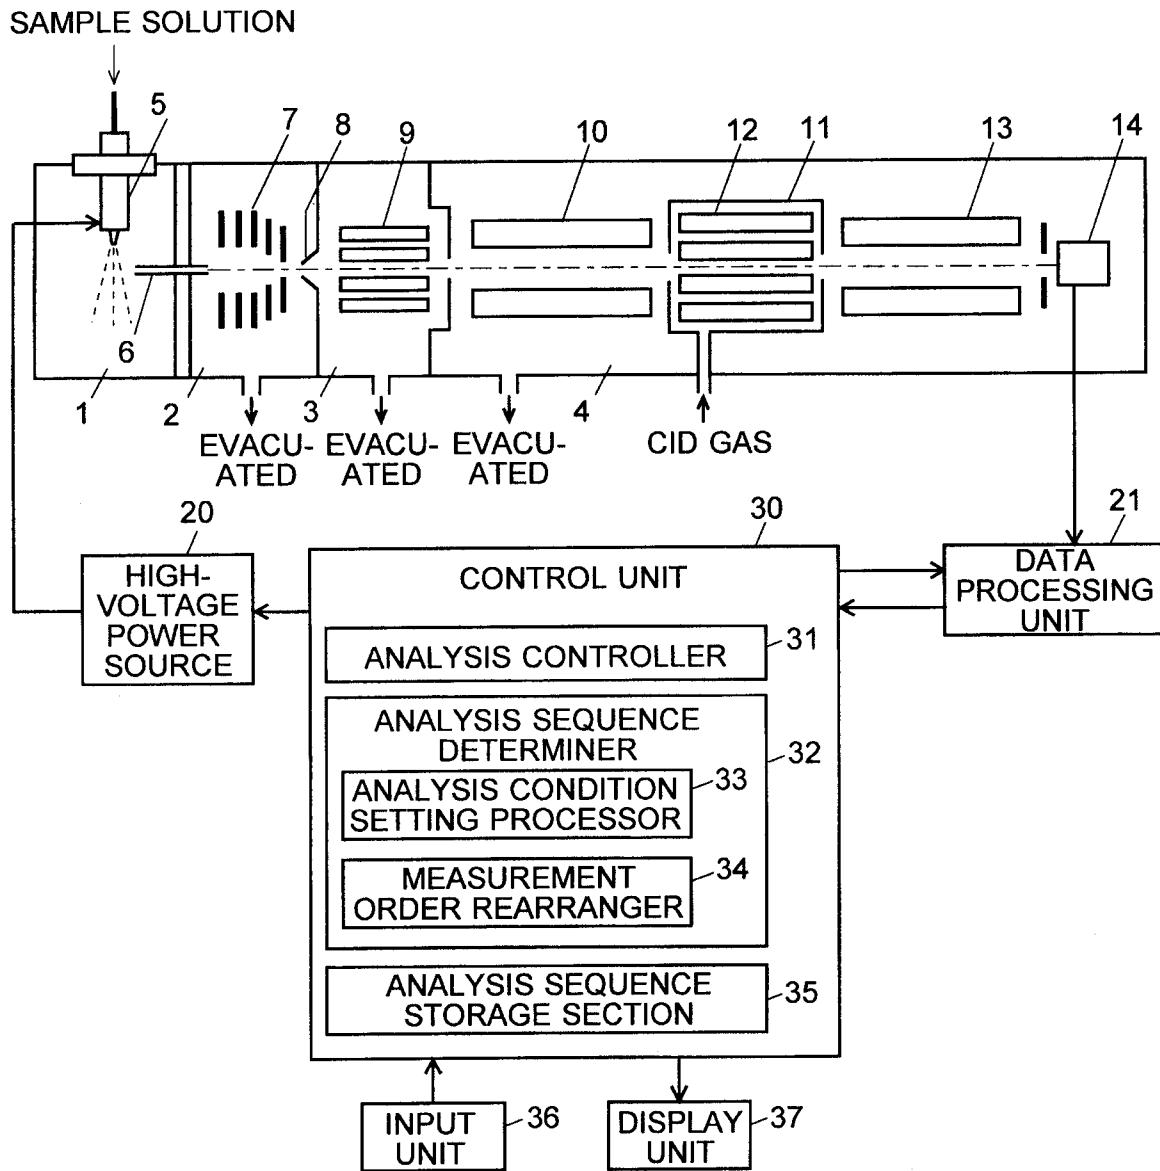 SAMPLE SOLUTION
5
7
8
9
10
12
11
13
14
6
1
2
3
4
EVACU-
ATED
EVACU-
ATED
EVACU-
ATED
CID GAS
20
30
21
HIGH-
VOLTAGE
POWER
SOURCE
CONTROL UNIT
DATA
PROCESSING
UNIT
ANALYSIS CONTROLLER
31
ANALYSIS SEQUENCE
DETERMINER
32
ANALYSIS CONDITION
SETTING PROCESSOR
33
MEASUREMENT
ORDER REARRANGER
34
ANALYSIS SEQUENCE
STORAGE SECTION
35
INPUT
UNIT
36
DISPLAY
UNIT
37